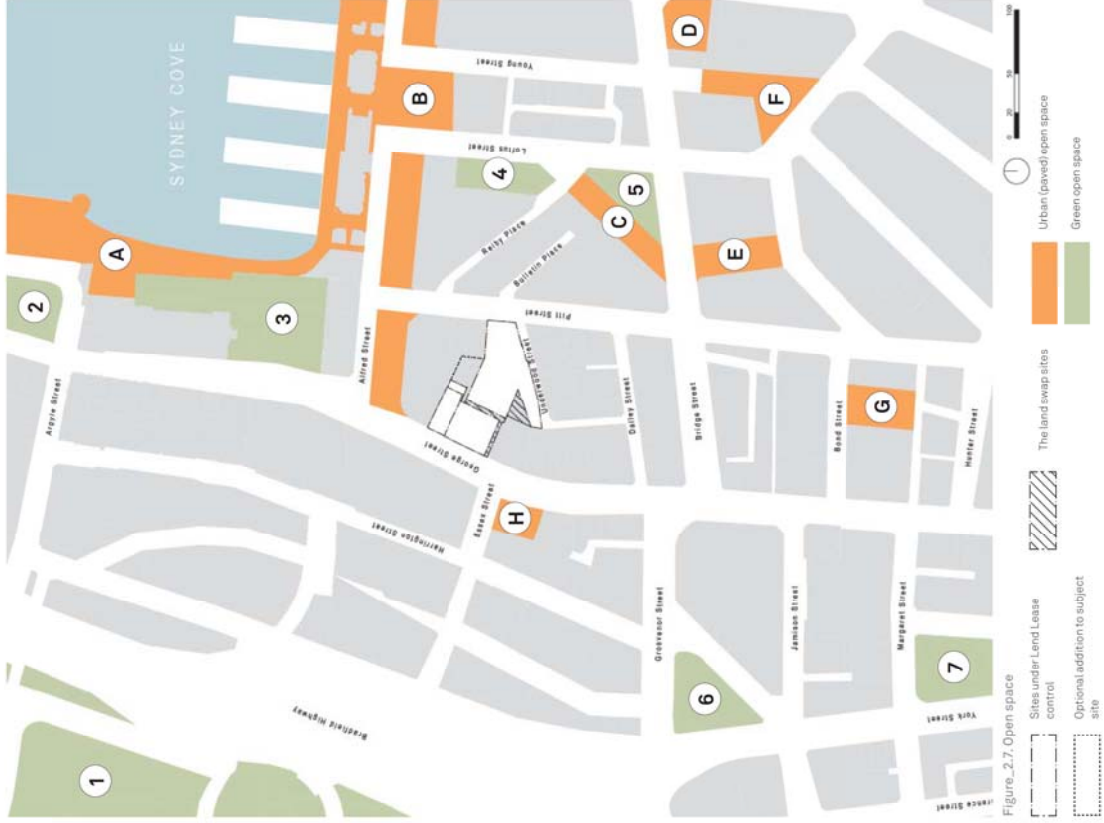 SYDNEY COVE
A
B
C
D
E
F
G
H
1
2
3
4
5
6
7
Argyle Street
Alfred Street
George Street
Harrington Street
Essex Street
Bradfield Highway
Young Street
Loftus Street
Reiby Place
Bulletin Place
Pitt Street
Underwood Street
Dalley Street
Bridge Street
Bond Street
Hunter Street
Grosvenor Street
Jamison Street
Margaret Street
York Street
rence Street
Figure_2.7. Open space
Sites under Lend Lease
control
Optional addition to subject
site
The land swap sites
Urban (paved) open space
Green open space
0 20 50 100